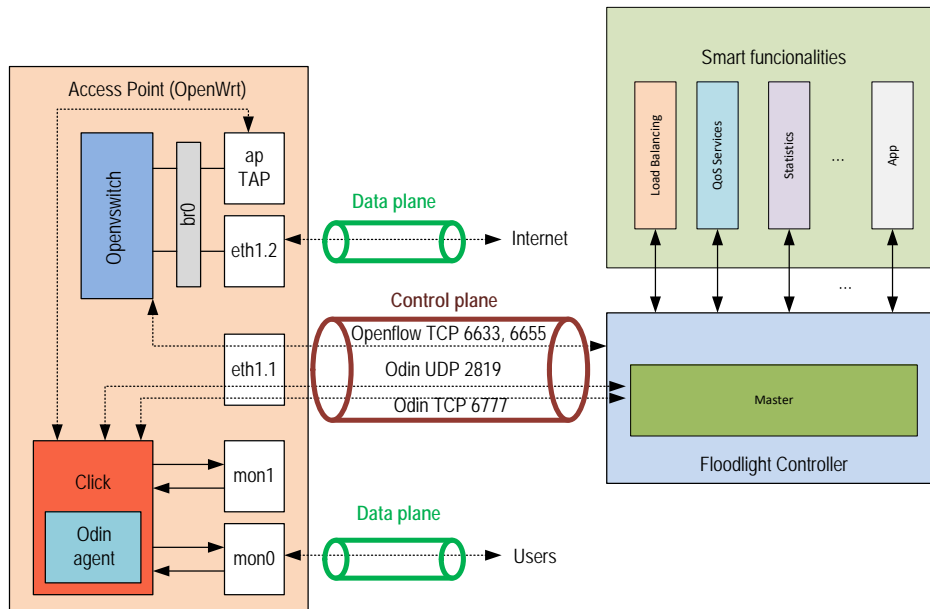 Smart funcionalities
Load Balancing
QoS Services
Statistics
...
App
...
Access Point (OpenWrt)
Openvswitch
br0
ap
TAP
eth1.2
Data plane
Internet
Control plane
Openflow TCP 6633, 6655
eth1.1
Odin UDP 2819
Odin TCP 6777
Master
Floodlight Controller
Click
Odin
agent
mon1
mon0
Data plane
Users